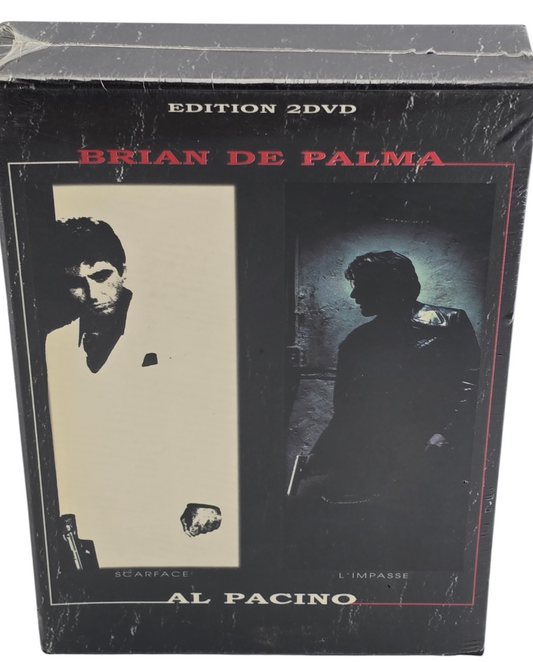 EDITION 2DVD
BRIAN DE PALMA
SCARFACE
L'IMPASSE
AL PACINO